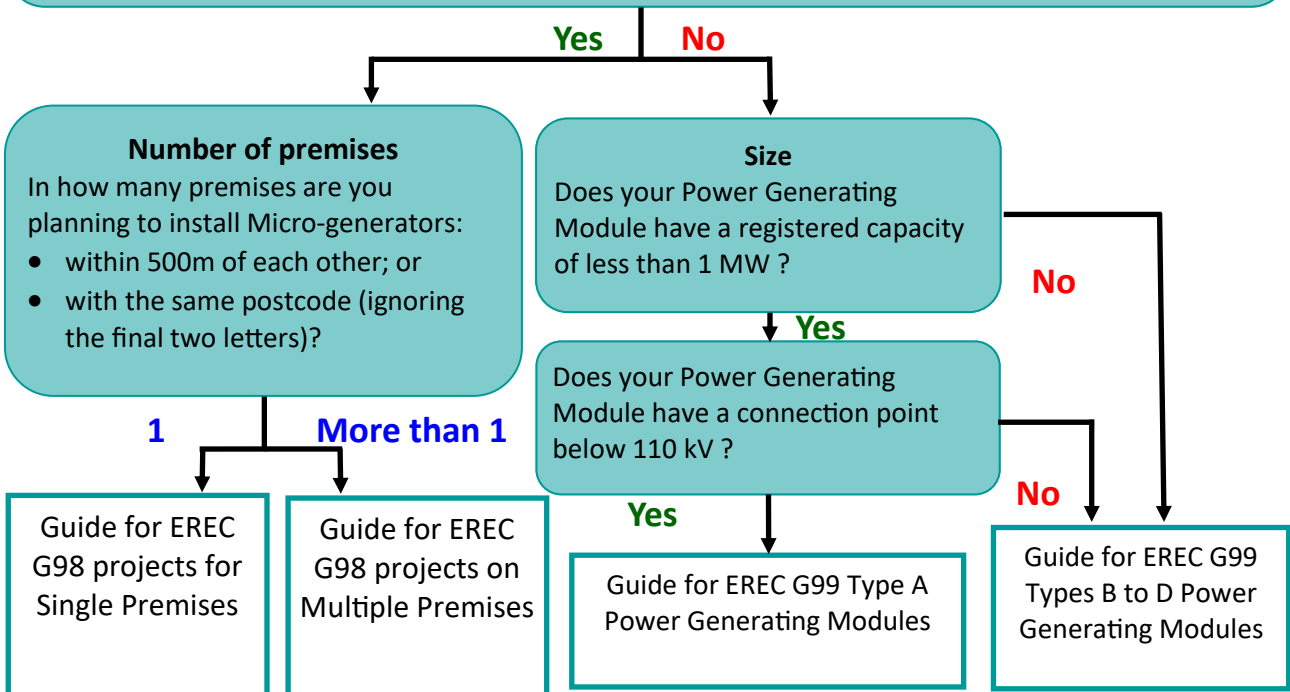 Yes
No
Number of premises
In how many premises are you
planning to install Micro-generators:
• within 500m of each other; or
• with the same postcode (ignoring
the final two letters)?
Size
Does your Power Generating
Module have a registered capacity
of less than 1 MW ?
No
Yes
Does your Power Generating
Module have a connection point
below 110 kV ?
1
More than 1
Yes
No
Guide for EREC
G98 projects for
Single Premises
Guide for EREC
G98 projects on
Multiple Premises
Guide for EREC G99 Type A
Power Generating Modules
Guide for EREC G99
Types B to D Power
Generating Modules